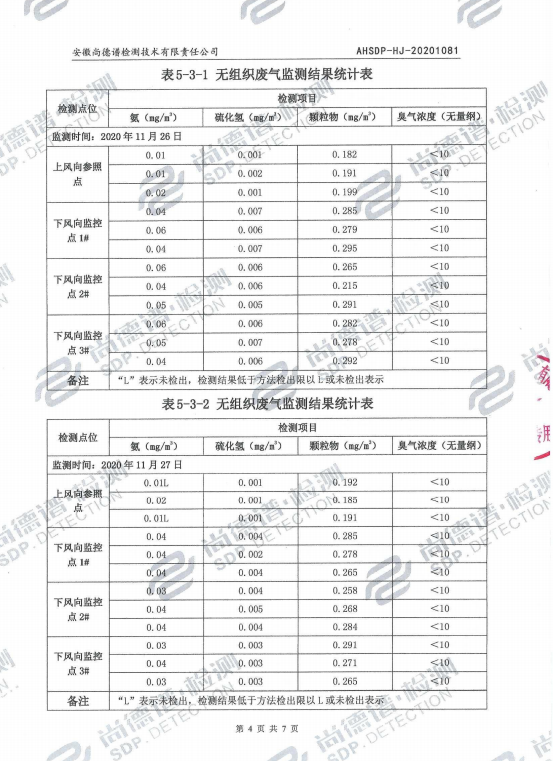 安徽尚德谱检测技术有限责任公司 AHSDP-HJ-20201081
表5-3-1 无组织废气监测结果统计表
检测点位 检测项目
氨（mg/m³） 硫化氢（mg/m³） 颗粒物（mg/m³） 臭气浓度（无量纲）
监测时间：2020年11月26日
上风向参照点 0.01 0.001 0.182 <10
0.01 0.002 0.191 <10
0.02 0.001 0.199 <10
下风向监控点1# 0.04 0.007 0.285 <10
0.06 0.006 0.279 <10
0.04 0.007 0.295 <10
下风向监控点2# 0.06 0.006 0.265 <10
0.04 0.006 0.215 <10
0.05 0.005 0.291 <10
下风向监控点3# 0.06 0.006 0.282 <10
0.05 0.007 0.278 <10
0.04 0.006 0.292 <10
备注 “L”表示未检出，检测结果低于方法检出限以L或未检出表示
表5-3-2 无组织废气监测结果统计表
检测点位 检测项目
氨（mg/m³） 硫化氢（mg/m³） 颗粒物（mg/m³） 臭气浓度（无量纲）
监测时间：2020年11月27日
上风向参照点 0.01L 0.001 0.192 <10
0.02 0.001 0.185 <10
0.01L 0.001 0.191 <10
下风向监控点1# 0.04 0.004 0.285 <10
0.04 0.002 0.278 <10
0.04 0.004 0.265 <10
下风向监控点2# 0.03 0.004 0.258 <10
0.04 0.005 0.268 <10
0.04 0.004 0.284 <10
下风向监控点3# 0.03 0.003 0.291 <10
0.04 0.003 0.271 <10
0.04 0.003 0.265 <10
备注 “L”表示未检出，检测结果低于方法检出限以L或未检出表示
第 4 页 共 7 页
尚德谱·检测
SDP.DETECTION